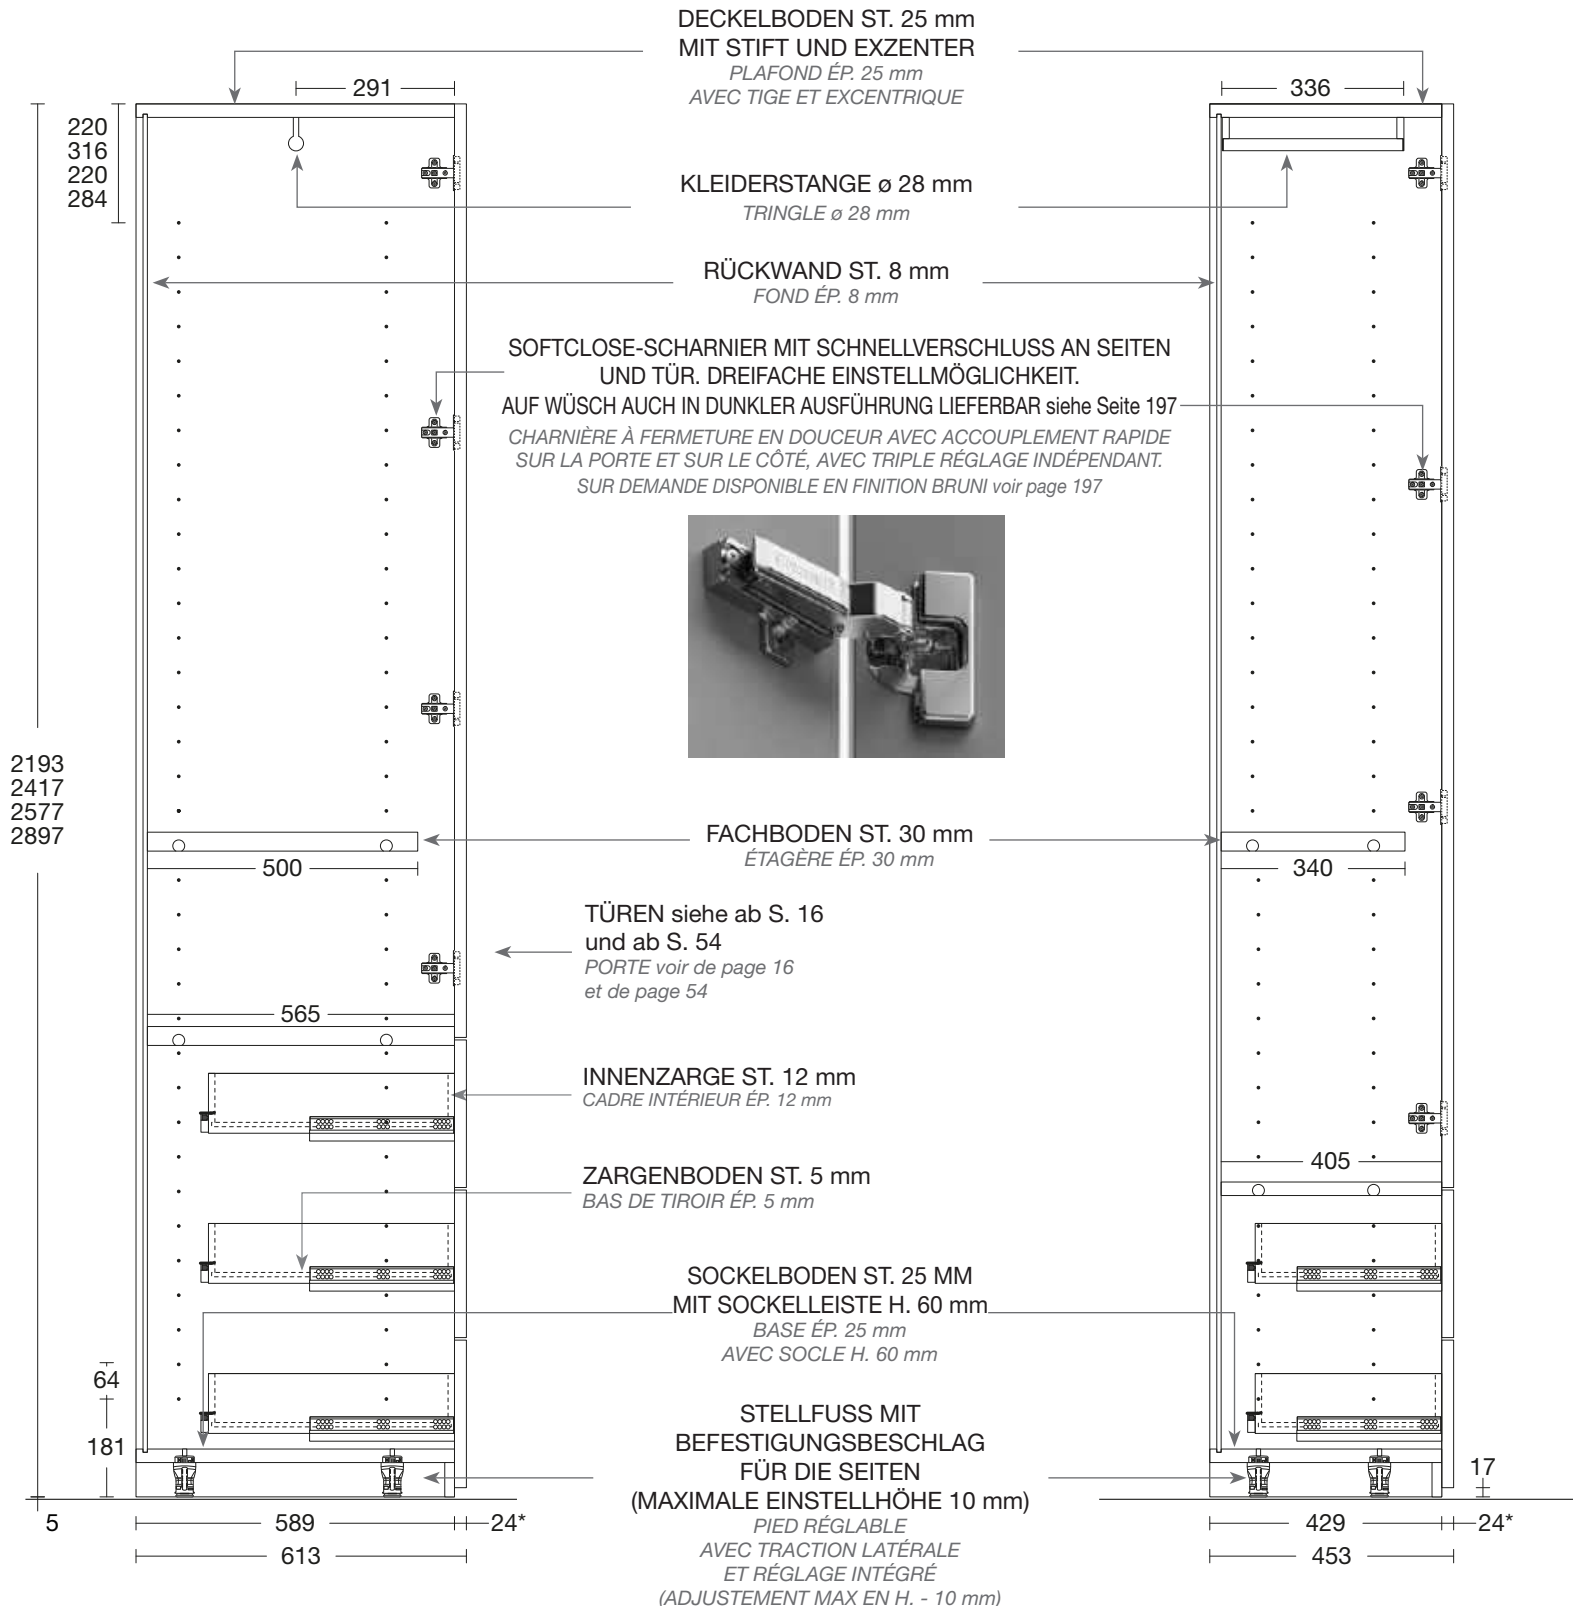 DECKELBODEN ST. 25 mm
MIT STIFT UND EXZENTER
PLAFOND ÉP. 25 mm
AVEC TIGE ET EXCENTRIQUE
291
336
220
316
220
284
KLEIDERSTANGE ø 28 mm
TRINGLE ø 28 mm
RÜCKWAND ST. 8 mm
FOND ÉP. 8 mm
SOFTCLOSE-SCHARNIER MIT SCHNELLVERSCHLUSS AN SEITEN
UND TÜR. DREIFACHE EINSTELLMÖGLICHKEIT.
AUF WÜSCH AUCH IN DUNKLER AUSFÜHRUNG LIEFERBAR siehe Seite 197
CHARNIÈRE À FERMETURE EN DOUCEUR AVEC ACCOUPLEMENT RAPIDE
SUR LA PORTE ET SUR LE CÔTÉ, AVEC TRIPLE RÉGLAGE INDÉPENDANT.
SUR DEMANDE DISPONIBLE EN FINITION BRUNI voir page 197
2193
2417
2577
2897
FACHBODEN ST. 30 mm
ÉTAGÈRE ÉP. 30 mm
500
340
TÜREN siehe ab S. 16
und ab S. 54
PORTE voir de page 16
et de page 54
565
INNENZARGE ST. 12 mm
CADRE INTÉRIEUR ÉP. 12 mm
405
ZARGENBODEN ST. 5 mm
BAS DE TIROIR ÉP. 5 mm
SOCKELBODEN ST. 25 MM
MIT SOCKELLEISTE H. 60 mm
BASE ÉP. 25 mm
AVEC SOCLE H. 60 mm
64
181
STELLFUSS MIT
BEFESTIGUNGSBESCHLAG
FÜR DIE SEITEN
(MAXIMALE EINSTELLHÖHE 10 mm)
PIED RÉGLABLE
AVEC TRACTION LATÉRALE
ET RÉGLAGE INTÉGRÉ
(ADJUSTEMENT MAX EN H. - 10 mm)
17
5
589
24*
613
429
24*
453